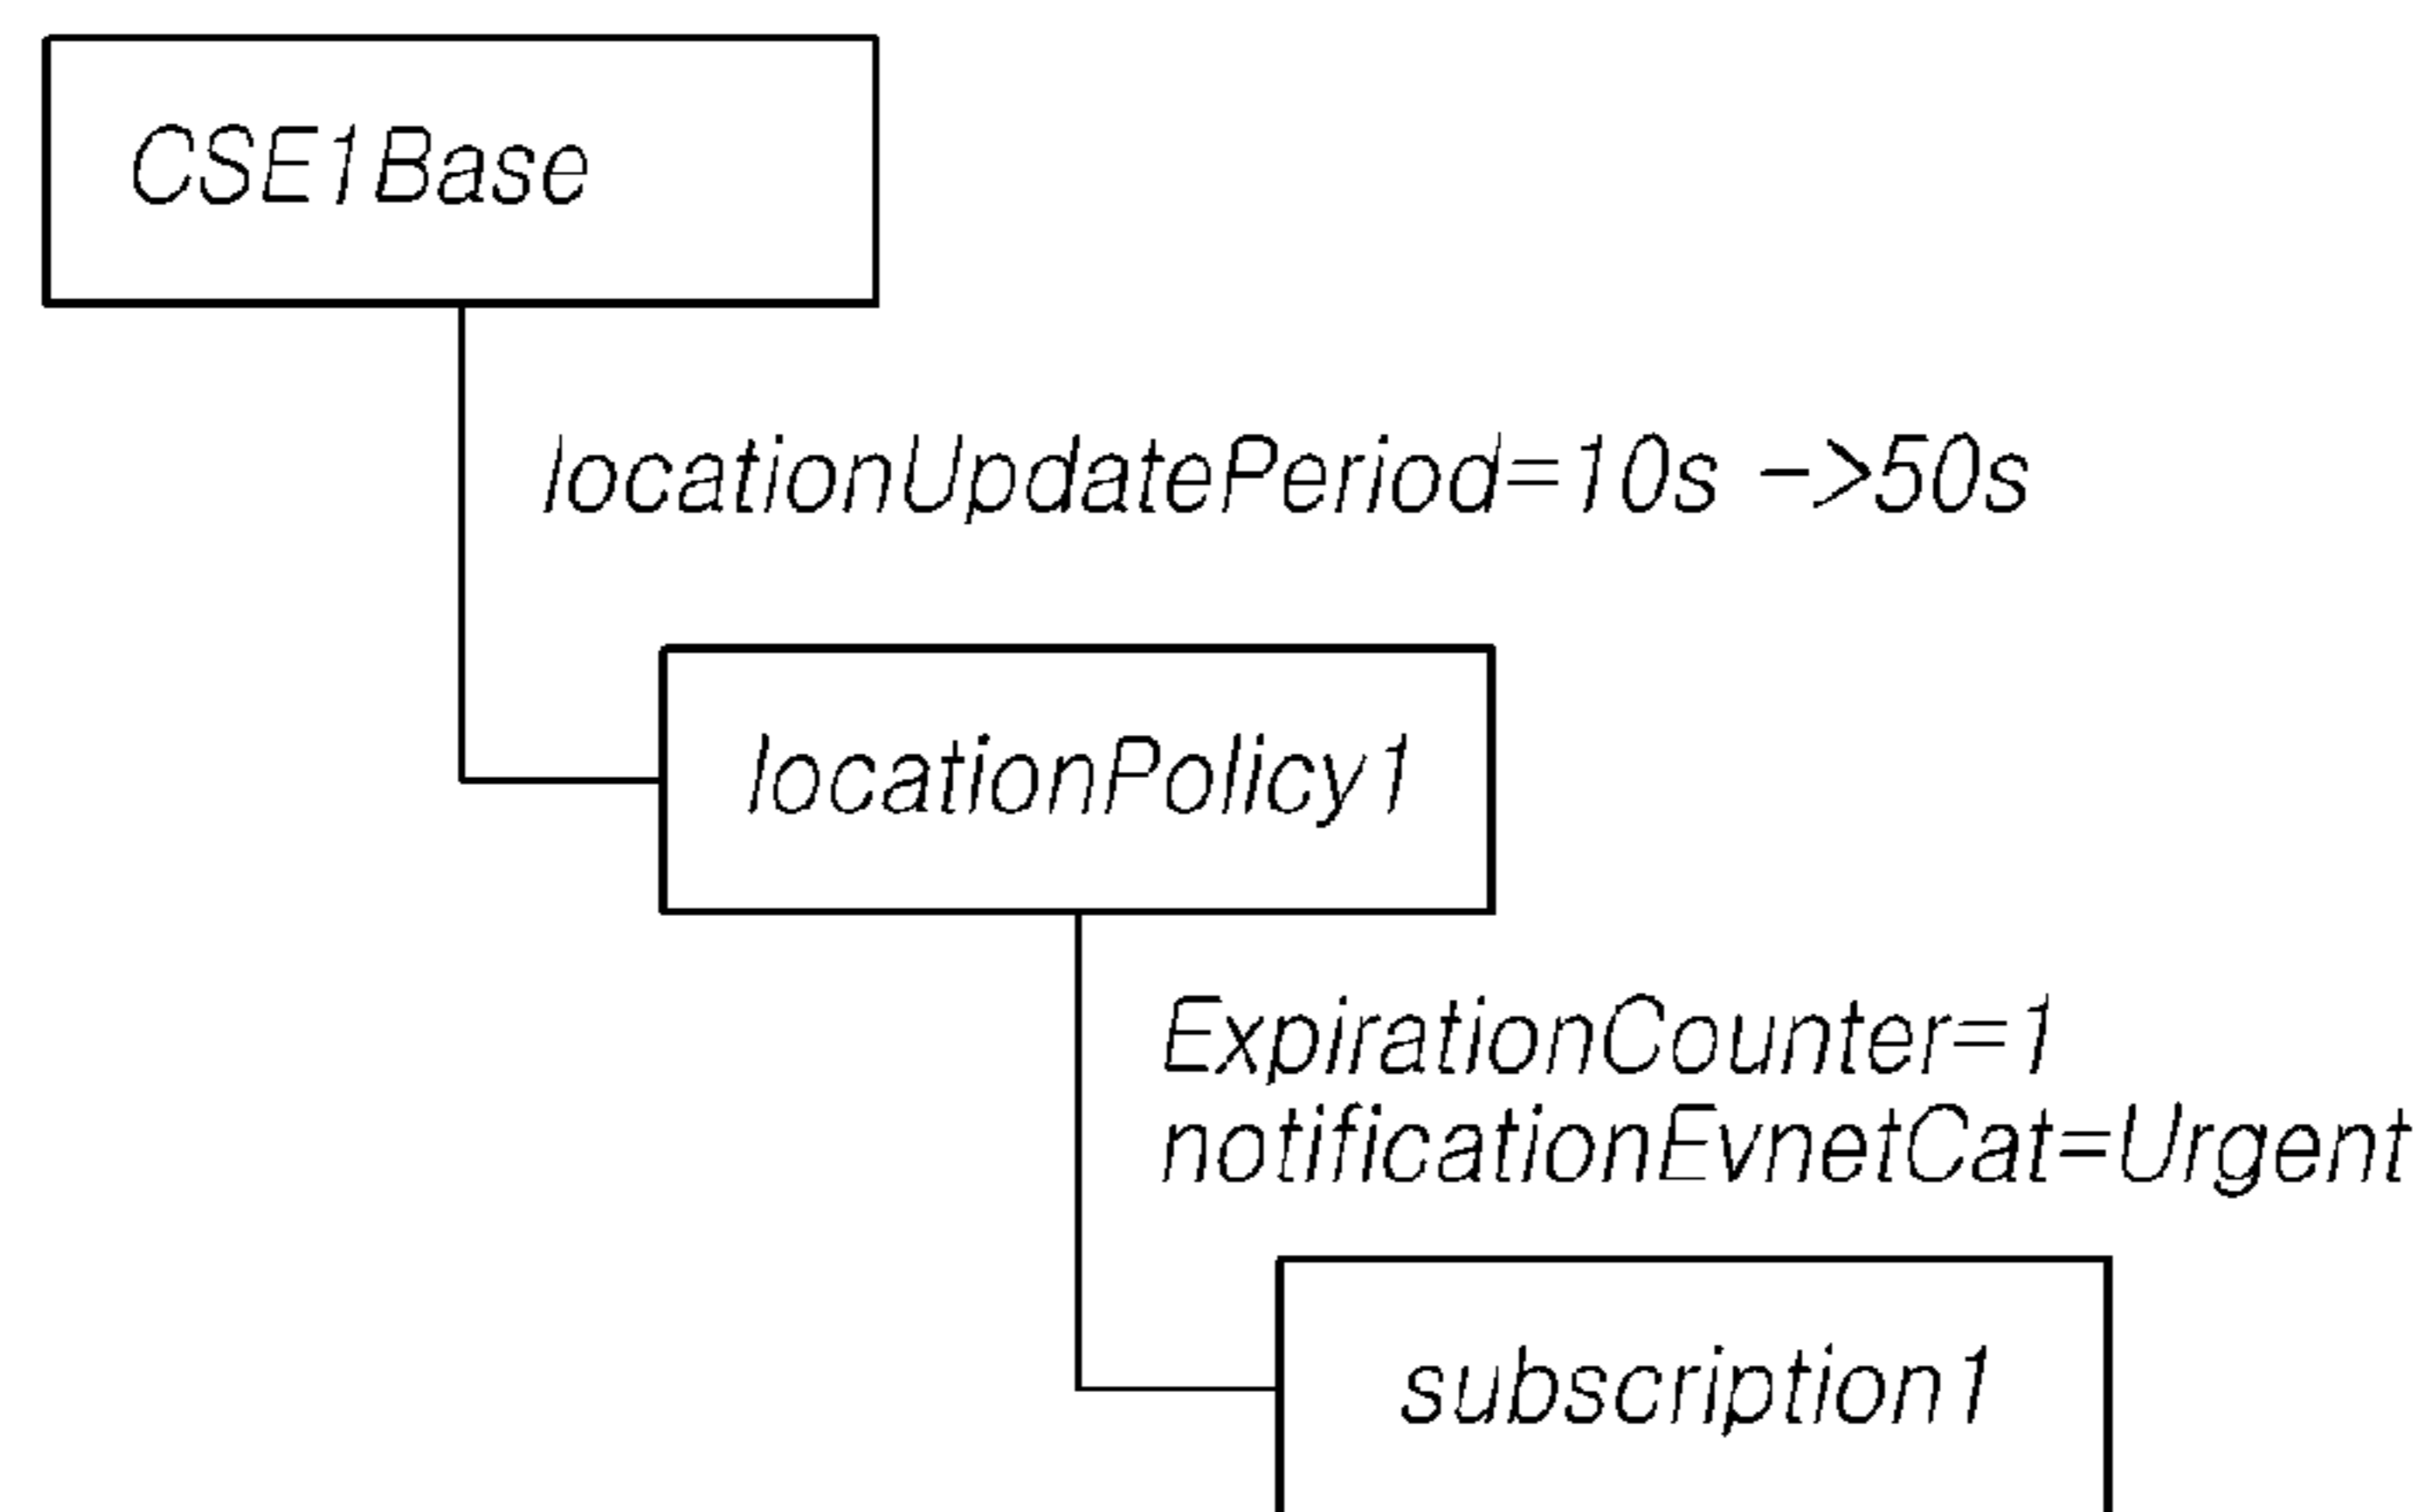 CSE1Base
locationUpdatePeriod=10s ->50s
locationPolicy1
ExpirationCounter=1
notificationEvnetCat=Urgent
subscription1